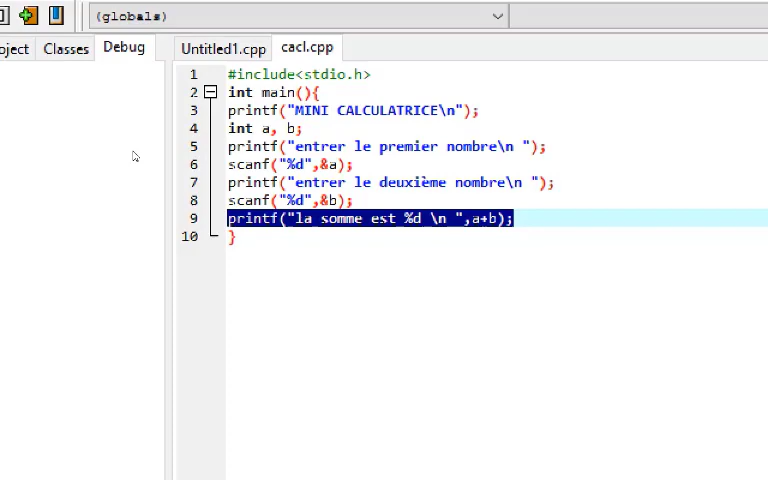 (globals)
oject Classes Debug Untitled1.cpp cacl.cpp
1 #include<stdio.h>
2 int main(){
3 printf("MINI CALCULATRICE\n");
4 int a, b;
5 printf("entrer le premier nombre\n ");
6 scanf("%d",&a);
7 printf("entrer le deuxième nombre\n ");
8 scanf("%d",&b);
9 printf("la somme est %d \n ",a+b);
10 }